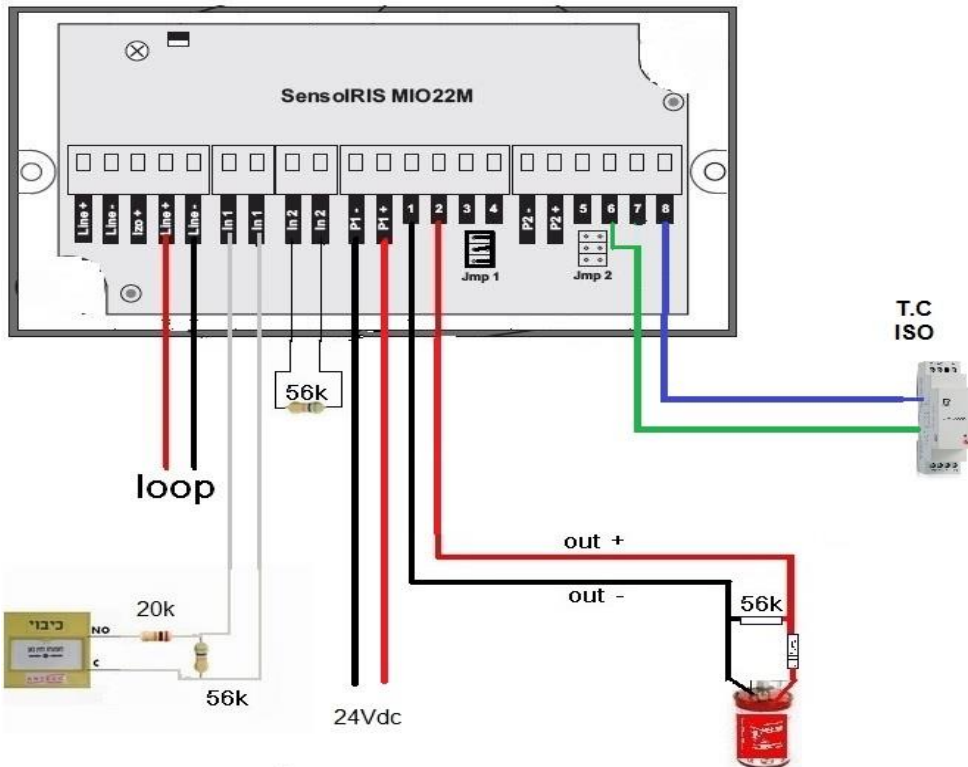 SensoIRIS MIO22M
Line+
Line-
Izo +
Line+
Line-
In 1
In 1
In 2
In 2
P1 -
P1 +
1
2
3
4
P2 -
P2 +
5
6
7
8
Jmp 1
Jmp 2
T.C
ISO
56k
loop
out +
out -
56k
20k
כיבוי
NO
C
56k
24Vdc